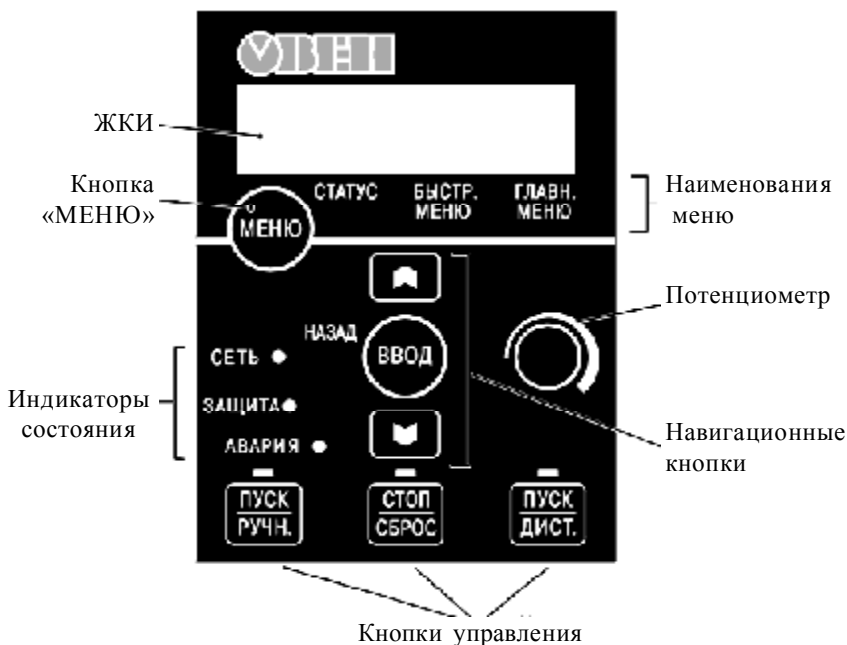 ОВЕН
ЖКИ
Кнопка
«МЕНЮ»
СТАТУС
БЫСТР.
МЕНЮ
ГЛАВН.
МЕНЮ
Наименования
меню
МЕНЮ
Потенциометр
НАЗАД
ВВОД
СЕТЬ
ЗАЩИТА
АВАРИЯ
Индикаторы
состояния
Навигационные
кнопки
ПУСК
РУЧН.
СТОП
СБРОС
ПУСК
ДИСТ.
Кнопки управления